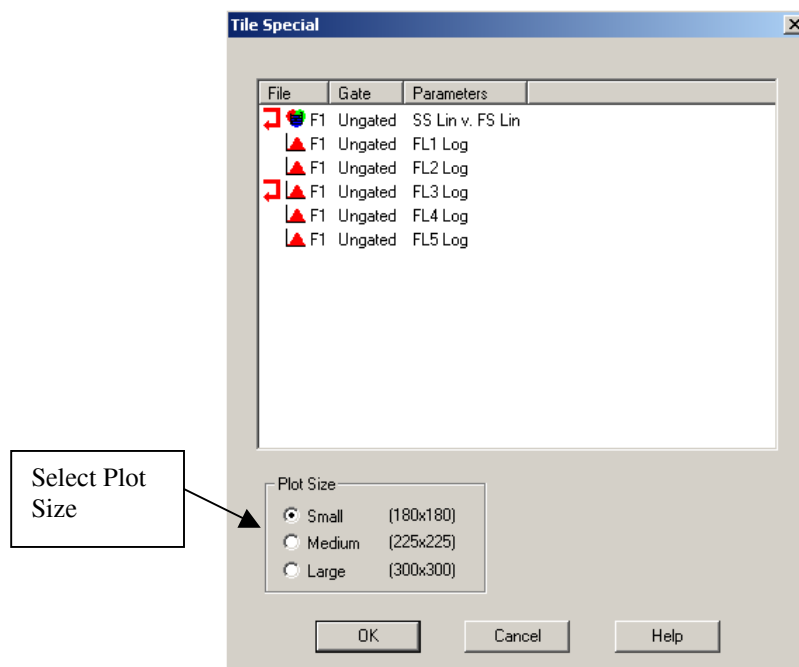 Tile Special
File Gate Parameters
F1 Ungated SS Lin v. FS Lin
F1 Ungated FL1 Log
F1 Ungated FL2 Log
F1 Ungated FL3 Log
F1 Ungated FL4 Log
F1 Ungated FL5 Log
Select Plot
Size
Plot Size
Small (180x180)
Medium (225x225)
Large (300x300)
OK Cancel Help